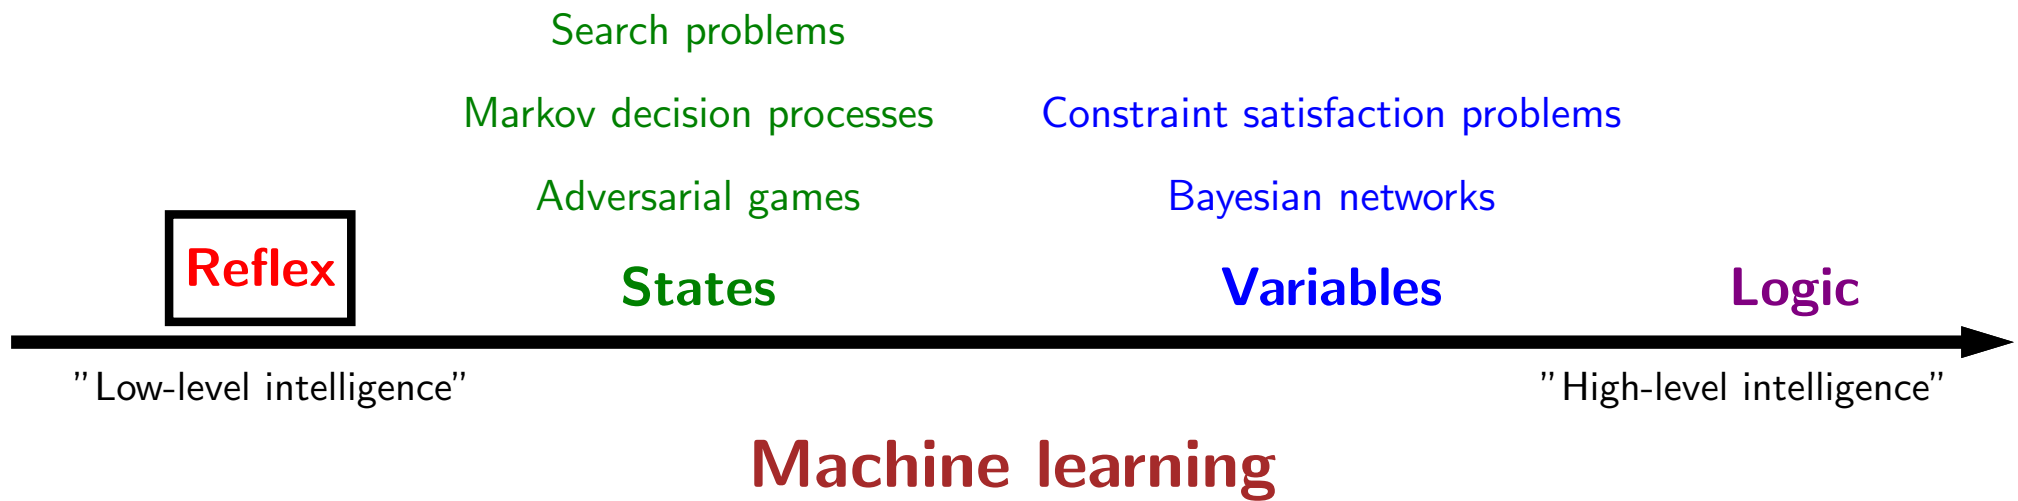 Search problems
Markov decision processes
Constraint satisfaction problems
Adversarial games
Bayesian networks
Reflex
States
Variables
Logic
"Low-level intelligence"
"High-level intelligence"
Machine learning